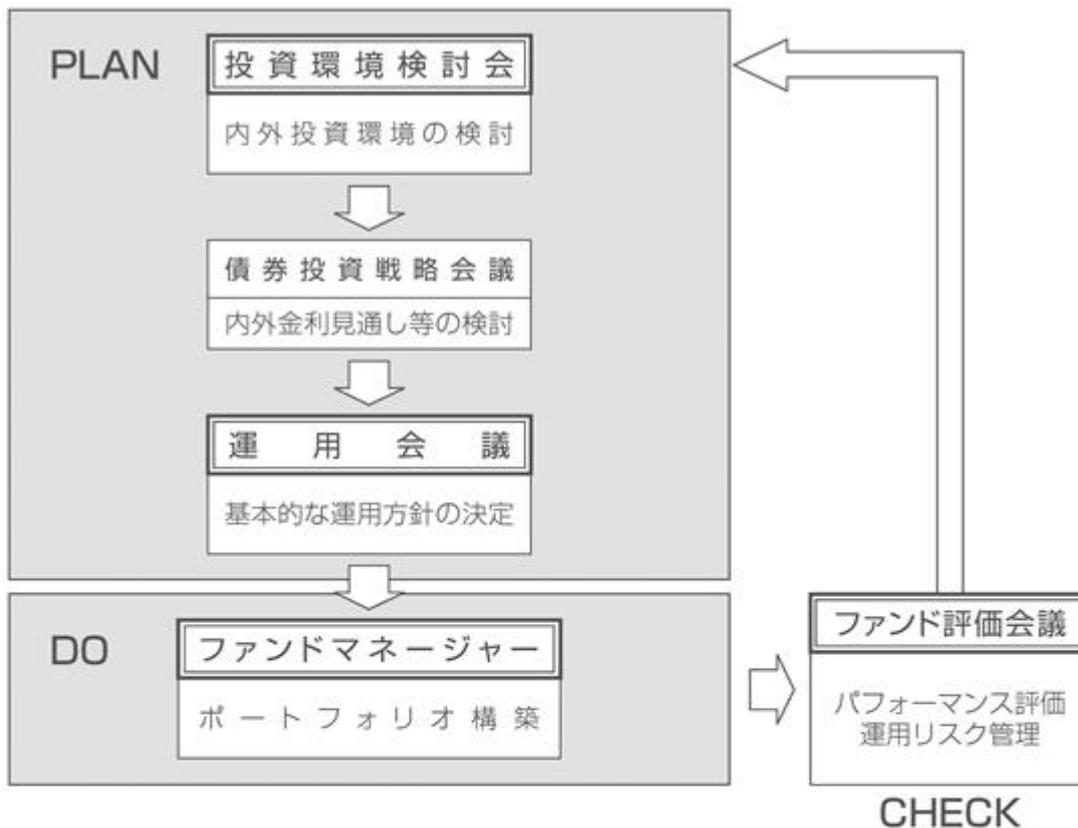 PLAN
投資環境検討会
内外投資環境の検討
債券投資戦略会議
内外金利見通し等の検討
運用会議
基本的な運用方針の決定
DO
ファンドマネージャー
ポートフォリオ構築
ファンド評価会議
パフォーマンス評価
運用リスク管理
CHECK